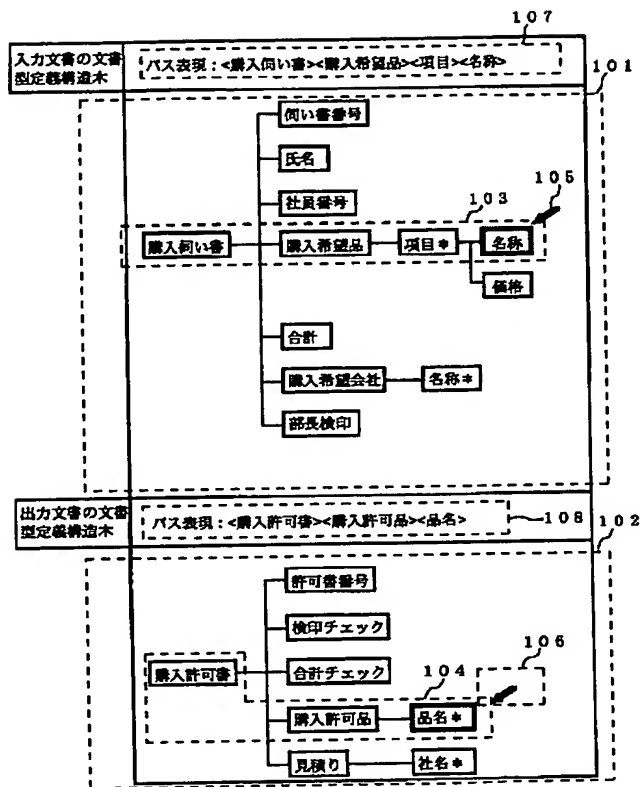 １０７
入力文書の文書
型定義構造木
パス表現：<購入伺い書><購入希望品><項目><名称>
１０１
伺い書番号
氏名
社員番号
１０３
１０５
購入伺い書
購入希望品
項目＊
名称
価格
合計
購入希望会社
名称＊
部長検印
出力文書の文書
型定義構造木
パス表現：<購入許可書><購入許可品><品名>
１０８
１０２
許可書番号
検印チェック
１０６
購入許可書
合計チェック
１０４
購入許可品
品名＊
見積り
社名＊